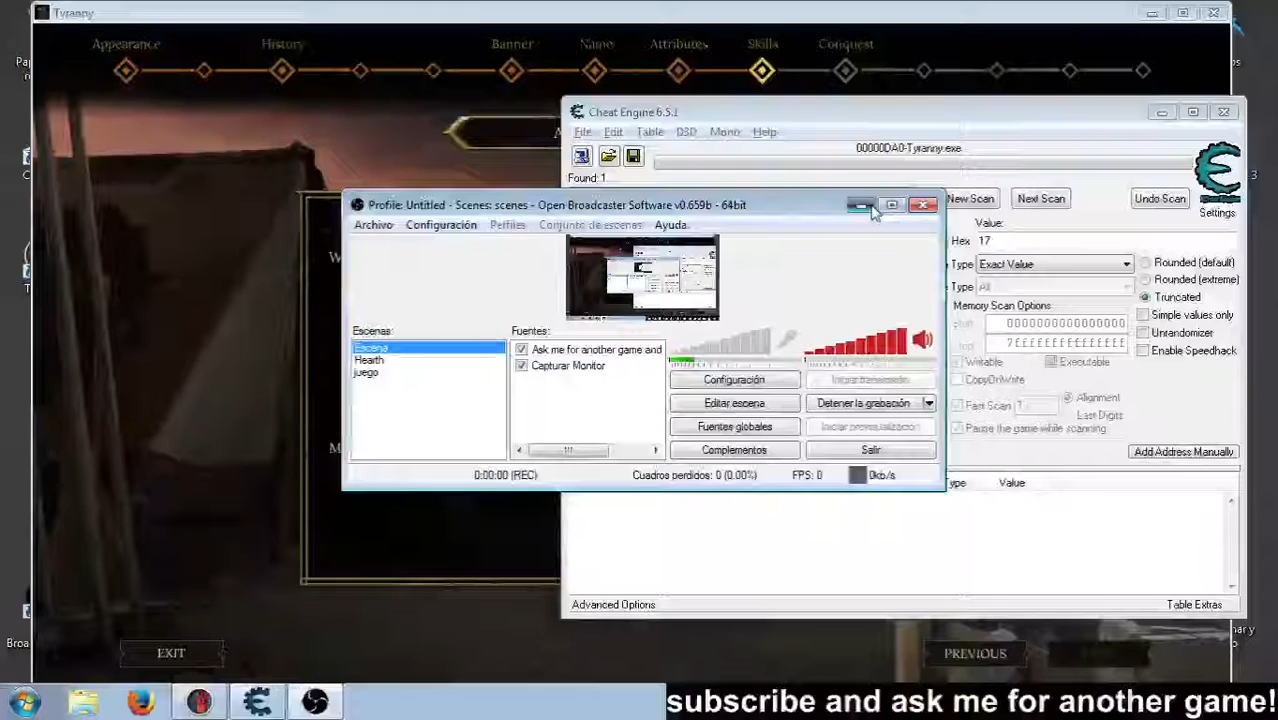 Tyranny
Appearance
History
Banner
Name
Attributes
Skills
Conquest
Cheat Engine 6.5.1
File Edit Table D3D Mono Help
00000DA0-Tyranny.exe
Found: 1
New Scan
Next Scan
Undo Scan
Settings
Value:
Hex 17
Type Exact Value
Type All
Rounded (default)
Rounded (extreme)
Truncated
Memory Scan Options
Simple values only
Unrandomizer
Enable Speedhack
0000000000000000
Writable
Executable
CopyOnWrite
Fast Scan
Alignment
Last Digits
Pause the game while scanning
Add Address Manually
Type
Value
Advanced Options
Table Extras
Profile: Untitled - Scenes: scenes - Open Broadcaster Software v0.659b - 64bit
Archivo Configuración Perfiles Conjunto de escenas Ayuda
Escenas:
Escena
Hearth
juego
Fuentes:
Ask me for another game and
Capturar Monitor
Configuración
Editar escena
Fuentes globales
Complementos
Iniciar transmisión
Detener la grabación
Iniciar previsualización
Salir
0:00:00 (REC)
Cuadros perdidos: 0 (0.00%)
FPS: 0
0kb/s
EXIT
PREVIOUS
subscribe and ask me for another game!